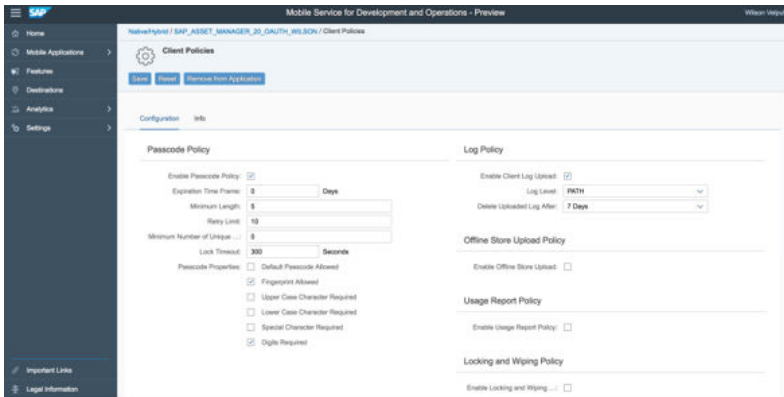 SAP
Mobile Service for Development and Operations - Preview
Wilson Velpu
Home
Mobile Applications
Features
Destinations
Analytics
Settings
Important Links
Legal Information
Native/Hybrid / SAP_ASSET_MANAGER_20_OAUTH_WILSON / Client Policies
Client Policies
Save Reset Remove from Application
Configuration Info
Passcode Policy
Enable Passcode Policy:
Expiration Time Frame: 0 Days
Minimum Length: 5
Retry Limit: 10
Minimum Number of Unique ...: 0
Lock Timeout: 300 Seconds
Passcode Properties: Default Passcode Allowed
Fingerprint Allowed
Upper Case Character Required
Lower Case Character Required
Special Character Required
Digits Required
Log Policy
Enable Client Log Upload:
Log Level: PATH
Delete Uploaded Log After: 7 Days
Offline Store Upload Policy
Enable Offline Store Upload:
Usage Report Policy
Enable Usage Report Policy:
Locking and Wiping Policy
Enable Locking and Wiping ...: